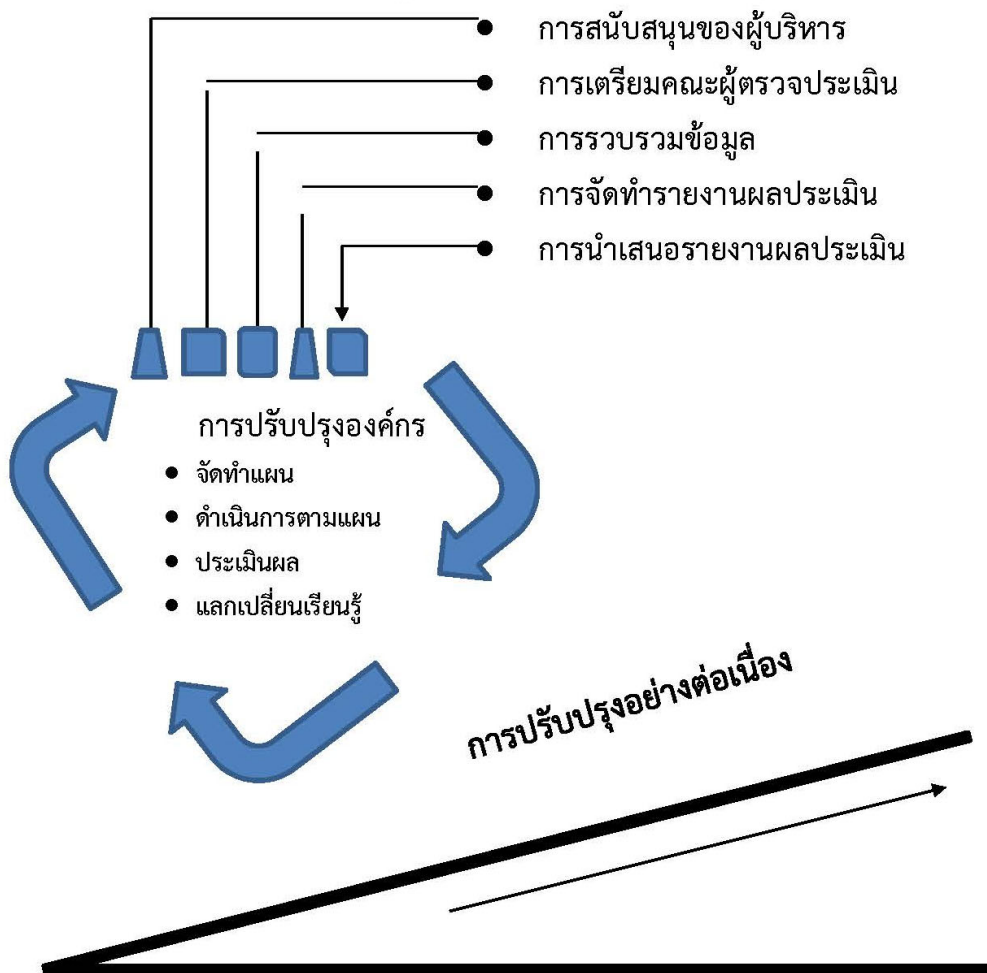 การสนับสนุนของผู้บริหาร
การเตรียมคณะผู้ตรวจประเมิน
การรวบรวมข้อมูล
การจัดทำรายงานผลประเมิน
การนำเสนอรายงานผลประเมิน
การปรับปรุงองค์กร
จัดทำแผน
ดำเนินการตามแผน
ประเมินผล
แลกเปลี่ยนเรียนรู้
การปรับปรุงอย่างต่อเนื่อง